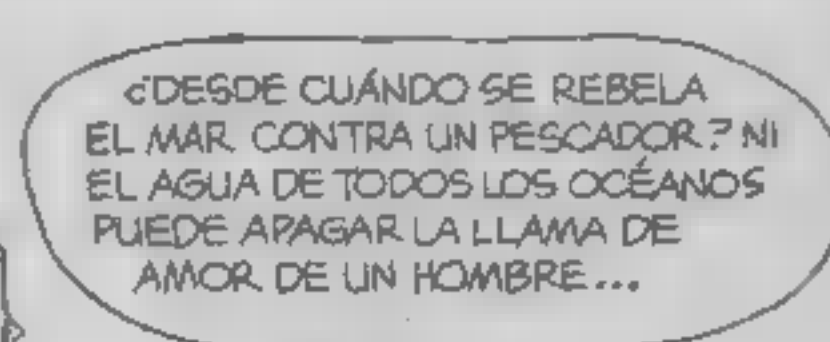 ¿DESDE CUÁNDO SE REBELA
EL MAR CONTRA UN PESCADOR? NI
EL AGUA DE TODOS LOS OCÉANOS
PUEDE APAGAR LA LLAMA DE
AMOR DE UN HOMBRE...